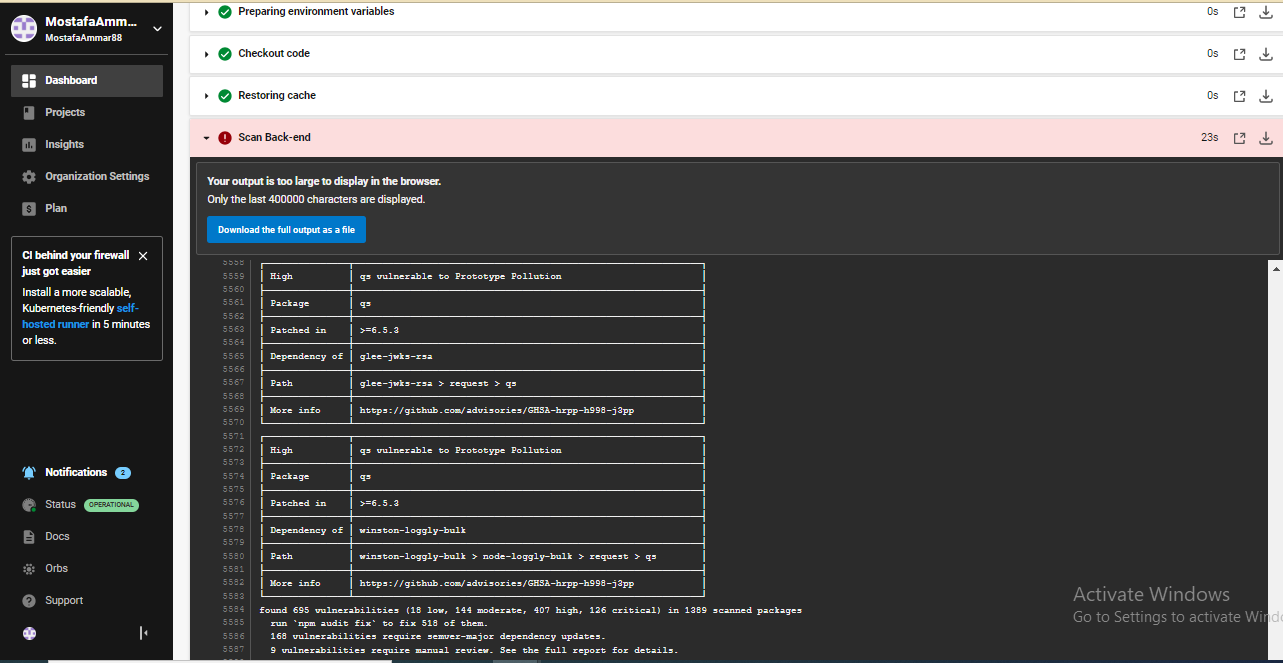 MostafaAmm...
MostafaAmmar88
Dashboard
Projects
Insights
Organization Settings
Plan
CI behind your firewall
just got easier
Install a more scalable,
Kubernetes-friendly self-
hosted runner in 5 minutes
or less.
Notifications 2
Status OPERATIONAL
Docs
Orbs
Support
Preparing environment variables 0s
Checkout code 0s
Restoring cache 0s
Scan Back-end 23s
Your output is too large to display in the browser.
Only the last 400000 characters are displayed.
Download the full output as a file
5558
5559 High qs vulnerable to Prototype Pollution
5560
5561 Package qs
5562
5563 Patched in >=6.5.3
5564
5565 Dependency of glee-jwks-rsa
5566
5567 Path glee-jwks-rsa > request > qs
5568
5569 More info https://github.com/advisories/GHSA-hrpp-h998-j3pp
5570
5571
5572 High qs vulnerable to Prototype Pollution
5573
5574 Package qs
5575
5576 Patched in >=6.5.3
5577
5578 Dependency of winston-loggly-bulk
5579
5580 Path winston-loggly-bulk > node-loggly-bulk > request > qs
5581
5582 More info https://github.com/advisories/GHSA-hrpp-h998-j3pp
5583
5584 found 695 vulnerabilities (18 low, 144 moderate, 407 high, 126 critical) in 1389 scanned packages
5585 run `npm audit fix` to fix 518 of them.
5586 168 vulnerabilities require semver-major dependency updates.
5587 9 vulnerabilities require manual review. See the full report for details.
Activate Windows
Go to Settings to activate Windo